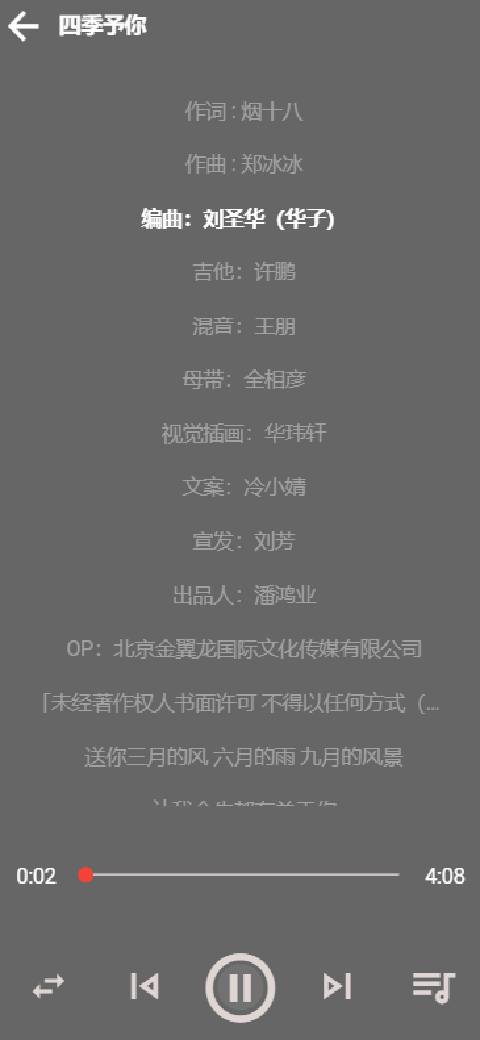 四季予你
作词 : 烟十八
作曲 : 郑冰冰
编曲：刘圣华（华子）
吉他：许鹏
混音：王朋
母带：全相彦
视觉插画：华玮轩
文案：冷小婧
宣发：刘芳
出品人：潘鸿业
OP：北京金翼龙国际文化传媒有限公司
「未经著作权人书面许可 不得以任何方式（...
送你三月的风 六月的雨 九月的风景
0:02
4:08